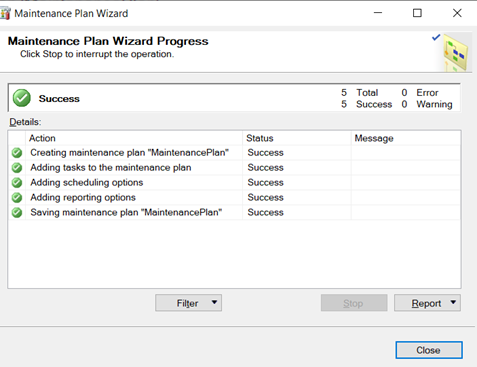 Maintenance Plan Wizard
Maintenance Plan Wizard Progress
Click Stop to interrupt the operation.
Success
5 Total 0 Error
5 Success 0 Warning
Details:
Action Status Message
Creating maintenance plan "MaintenancePlan" Success
Adding tasks to the maintenance plan Success
Adding scheduling options Success
Adding reporting options Success
Saving maintenance plan "MaintenancePlan" Success
Filter Stop Report
Close